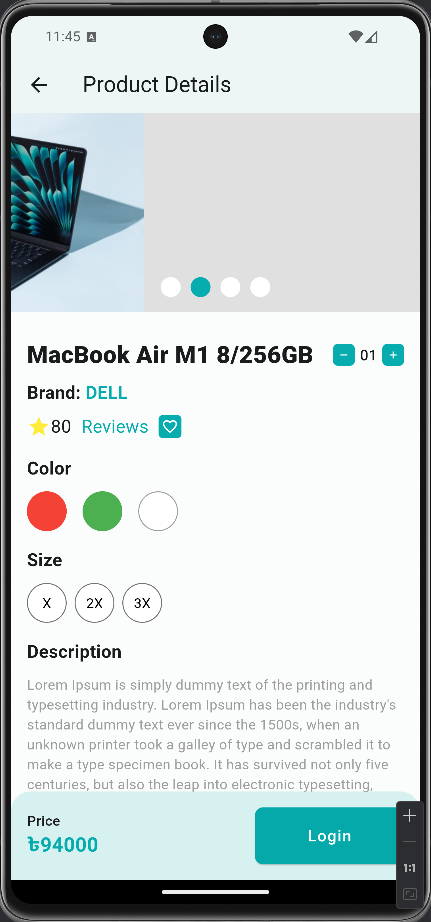 11:45 A
Product Details
MacBook Air M1 8/256GB − 01 +
Brand: DELL
80 Reviews
Color
Size
X 2X 3X
Description
Lorem Ipsum is simply dummy text of the printing and
typesetting industry. Lorem Ipsum has been the industry's
standard dummy text ever since the 1500s, when an
unknown printer took a galley of type and scrambled it to
make a type specimen book. It has survived not only five
centuries, but also the leap into electronic typesetting,
Price
৳94000
Login
1:1